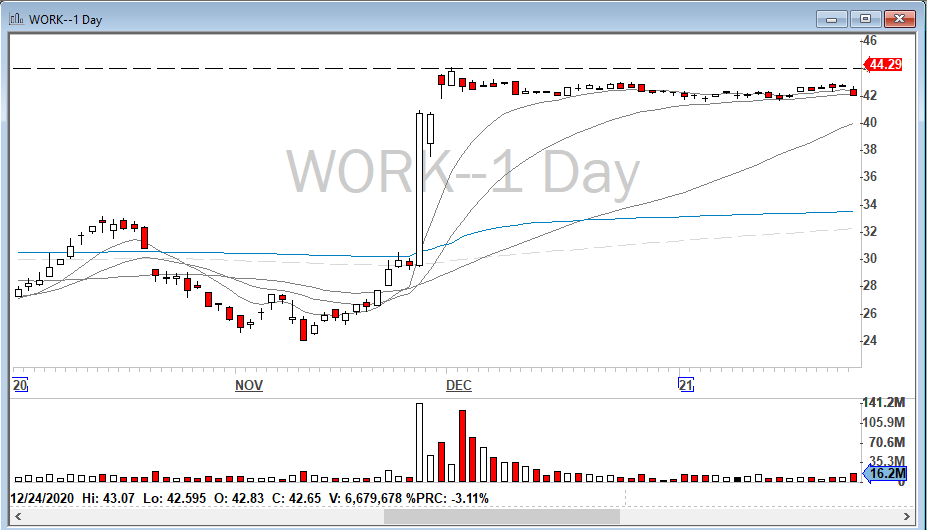 WORK--1 Day
46
44.29
42
40
38
WORK--1 Day
36
34
32
30
28
26
24
20 NOV DEC 21
141.2M
105.9M
70.6M
35.3M
16.2M
0
12/24/2020 Hi: 43.07 Lo: 42.595 O: 42.83 C: 42.65 V: 6,679,678 %PRC: -3.11%